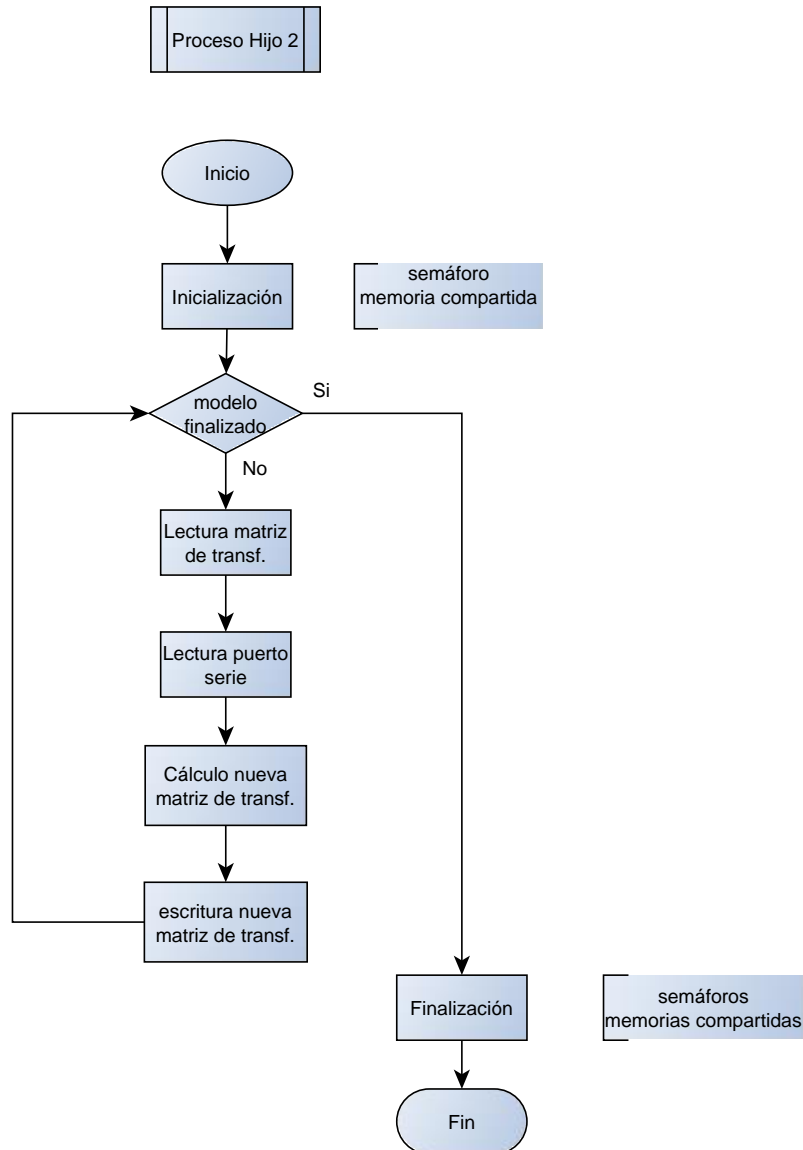 Proceso Hijo 2
Inicio
Inicialización
semáforo
memoria compartida
modelo
finalizado
Si
No
Lectura matriz
de transf.
Lectura puerto
serie
Cálculo nueva
matriz de transf.
escritura nueva
matriz de transf.
Finalización
semáforos
memorias compartidas
Fin